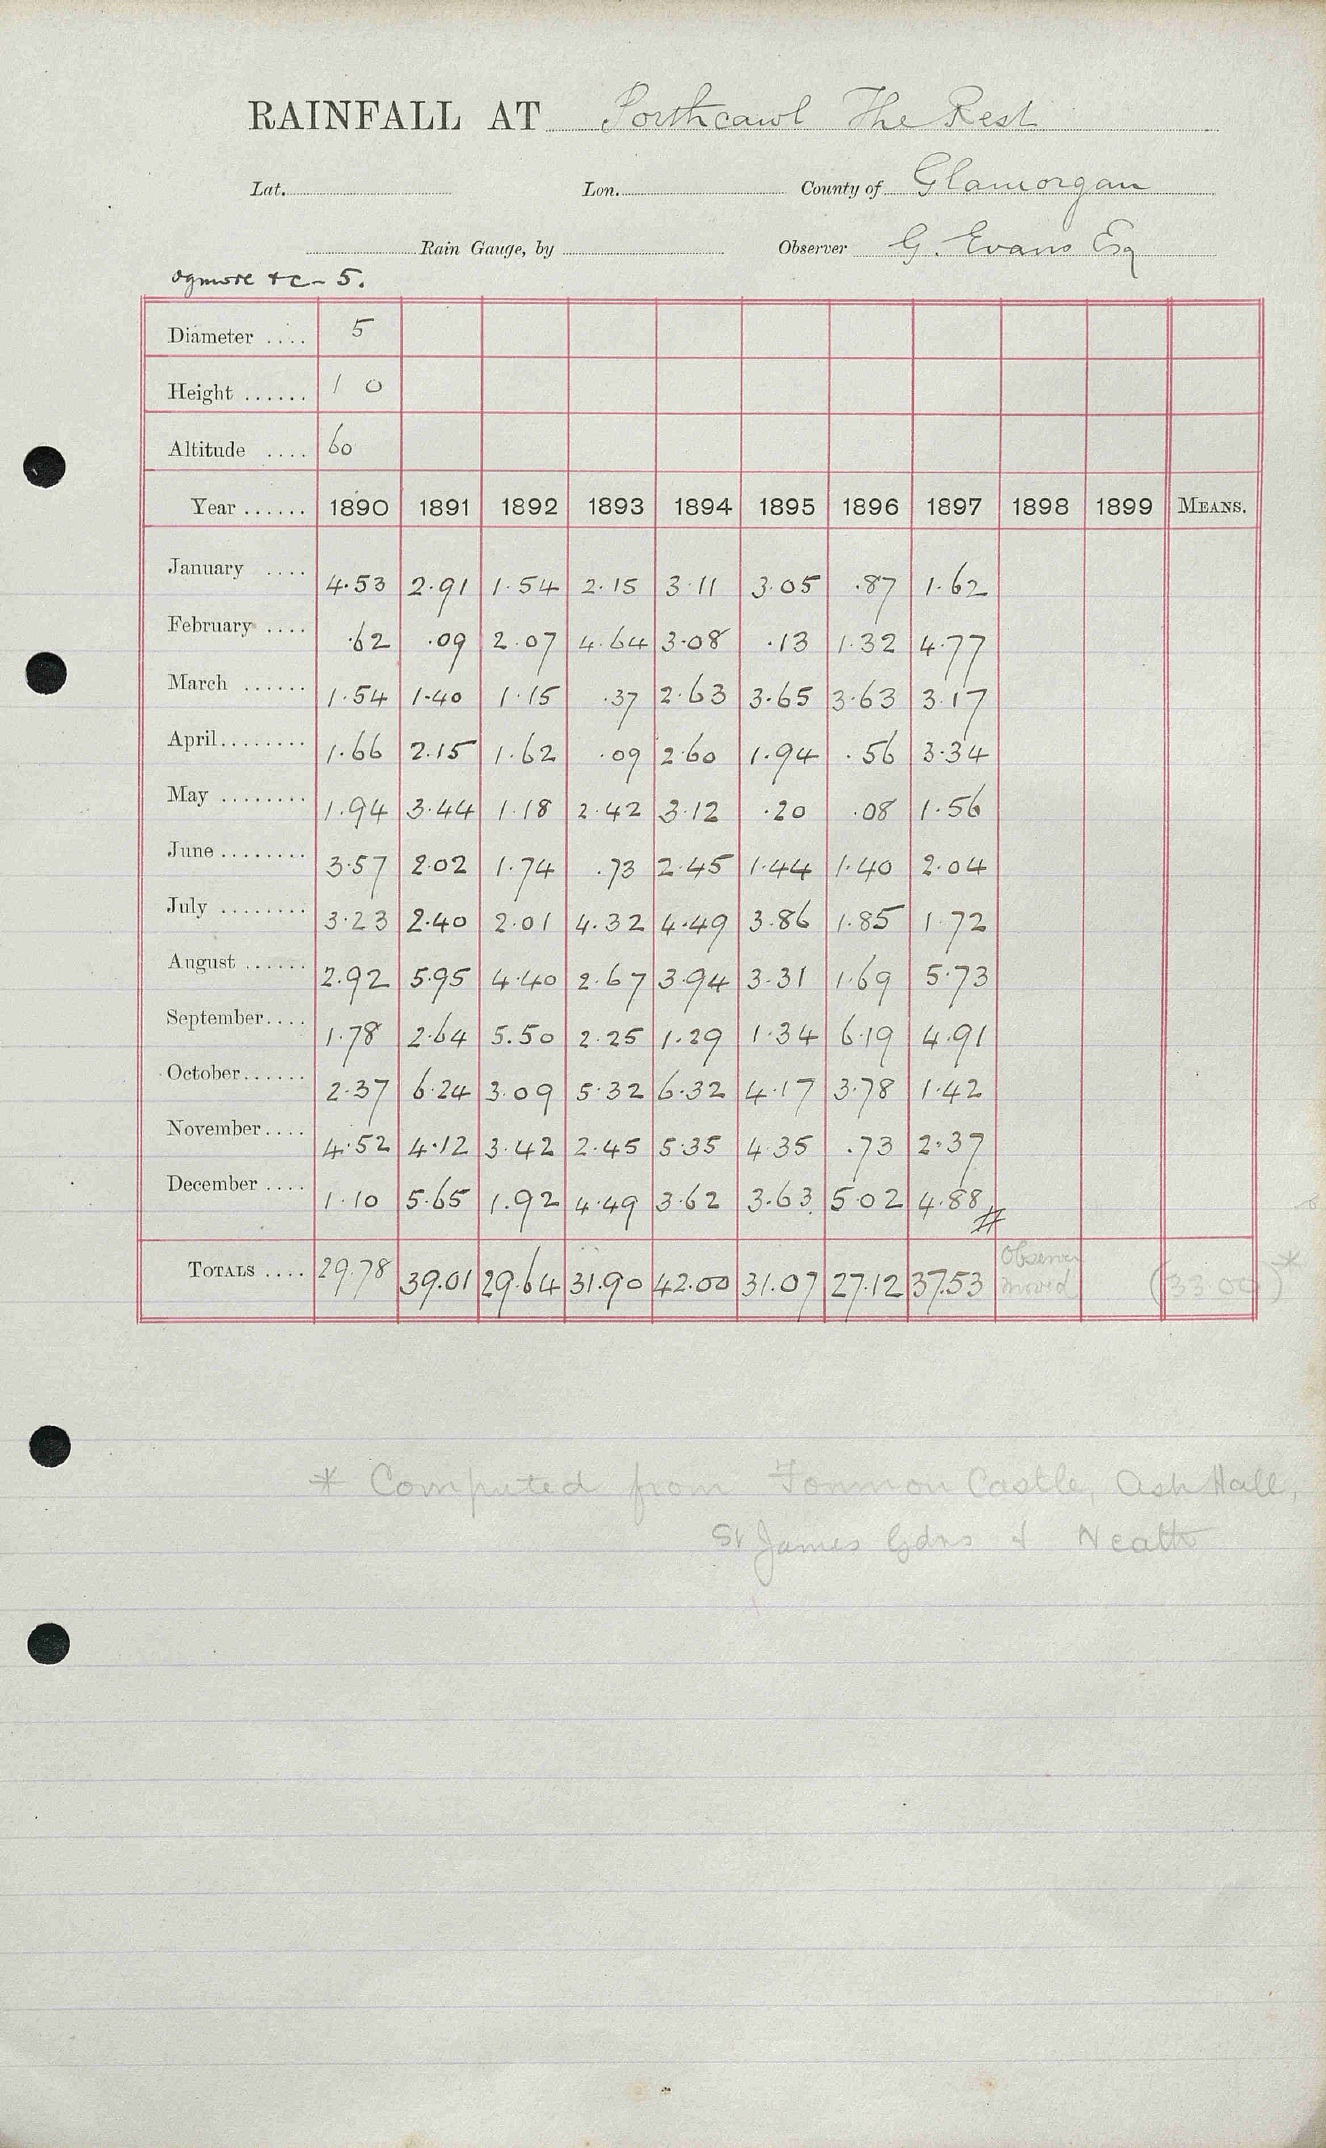 RAINFALL AT Porthcawl The Rest
Lat. Lon. County of Glamorgan
Rain Gauge, by Observer G. Evans Esq
Ogmore &c - 5.
Diameter .... 5
Height ...... 1 0
Altitude .... 60
Year ...... 1890 1891 1892 1893 1894 1895 1896 1897 1898 1899 MEANS.
January .... 4.53 2.91 1.54 2.15 3.11 3.05 .87 1.62
February .... .62 .09 2.07 4.64 3.08 .13 1.32 4.77
March ...... 1.54 1.40 1.15 .37 2.63 3.65 3.63 3.17
April ........ 1.66 2.15 1.62 .09 2.60 1.94 .56 3.34
May ........ 1.94 3.44 1.18 2.42 3.12 .20 .08 1.56
June ........ 3.57 2.02 1.74 .73 2.45 1.44 1.40 2.04
July ........ 3.23 2.40 2.01 4.32 4.49 3.86 1.85 1.72
August ...... 2.92 5.95 4.40 2.67 3.94 3.31 1.69 5.73
September.... 1.78 2.64 5.50 2.25 1.29 1.34 6.19 4.91
October...... 2.37 6.24 3.09 5.32 6.32 4.17 3.78 1.42
November.... 4.52 4.12 3.42 2.45 5.35 4.35 .73 2.37
December .... 1.10 5.65 1.92 4.49 3.62 3.63 5.02 4.88 #
TOTALS .... 29.78 39.01 29.64 31.90 42.00 31.07 27.12 37.53 Observer moved (33.00)*
* Computed from Fonmon Castle, Ash Hall,
St James Gdns & Neath